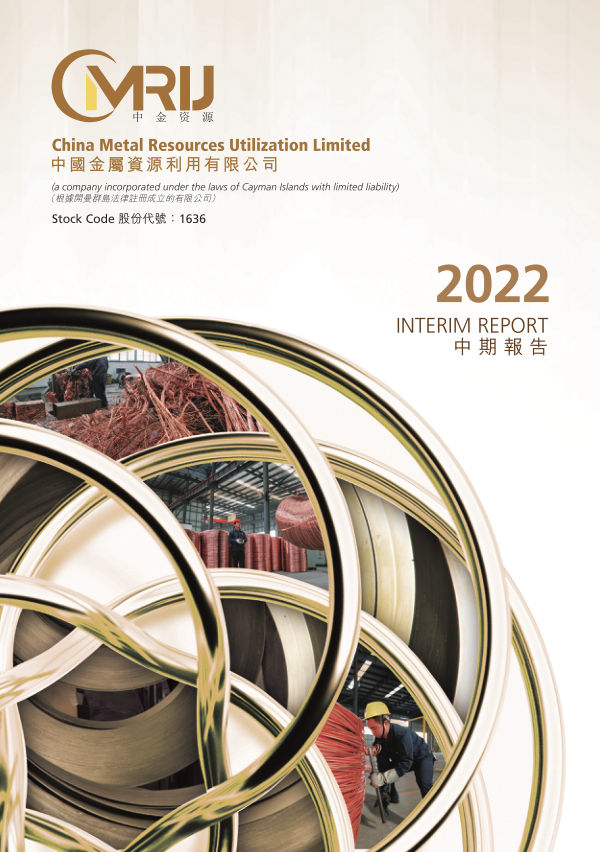 CMRU
中金资源
China Metal Resources Utilization Limited
中國金屬資源利用有限公司
(a company incorporated under the laws of Cayman Islands with limited liability)
（根據開曼群島法律註冊成立的有限公司）
Stock Code 股份代號：1636
2022
INTERIM REPORT
中期報告